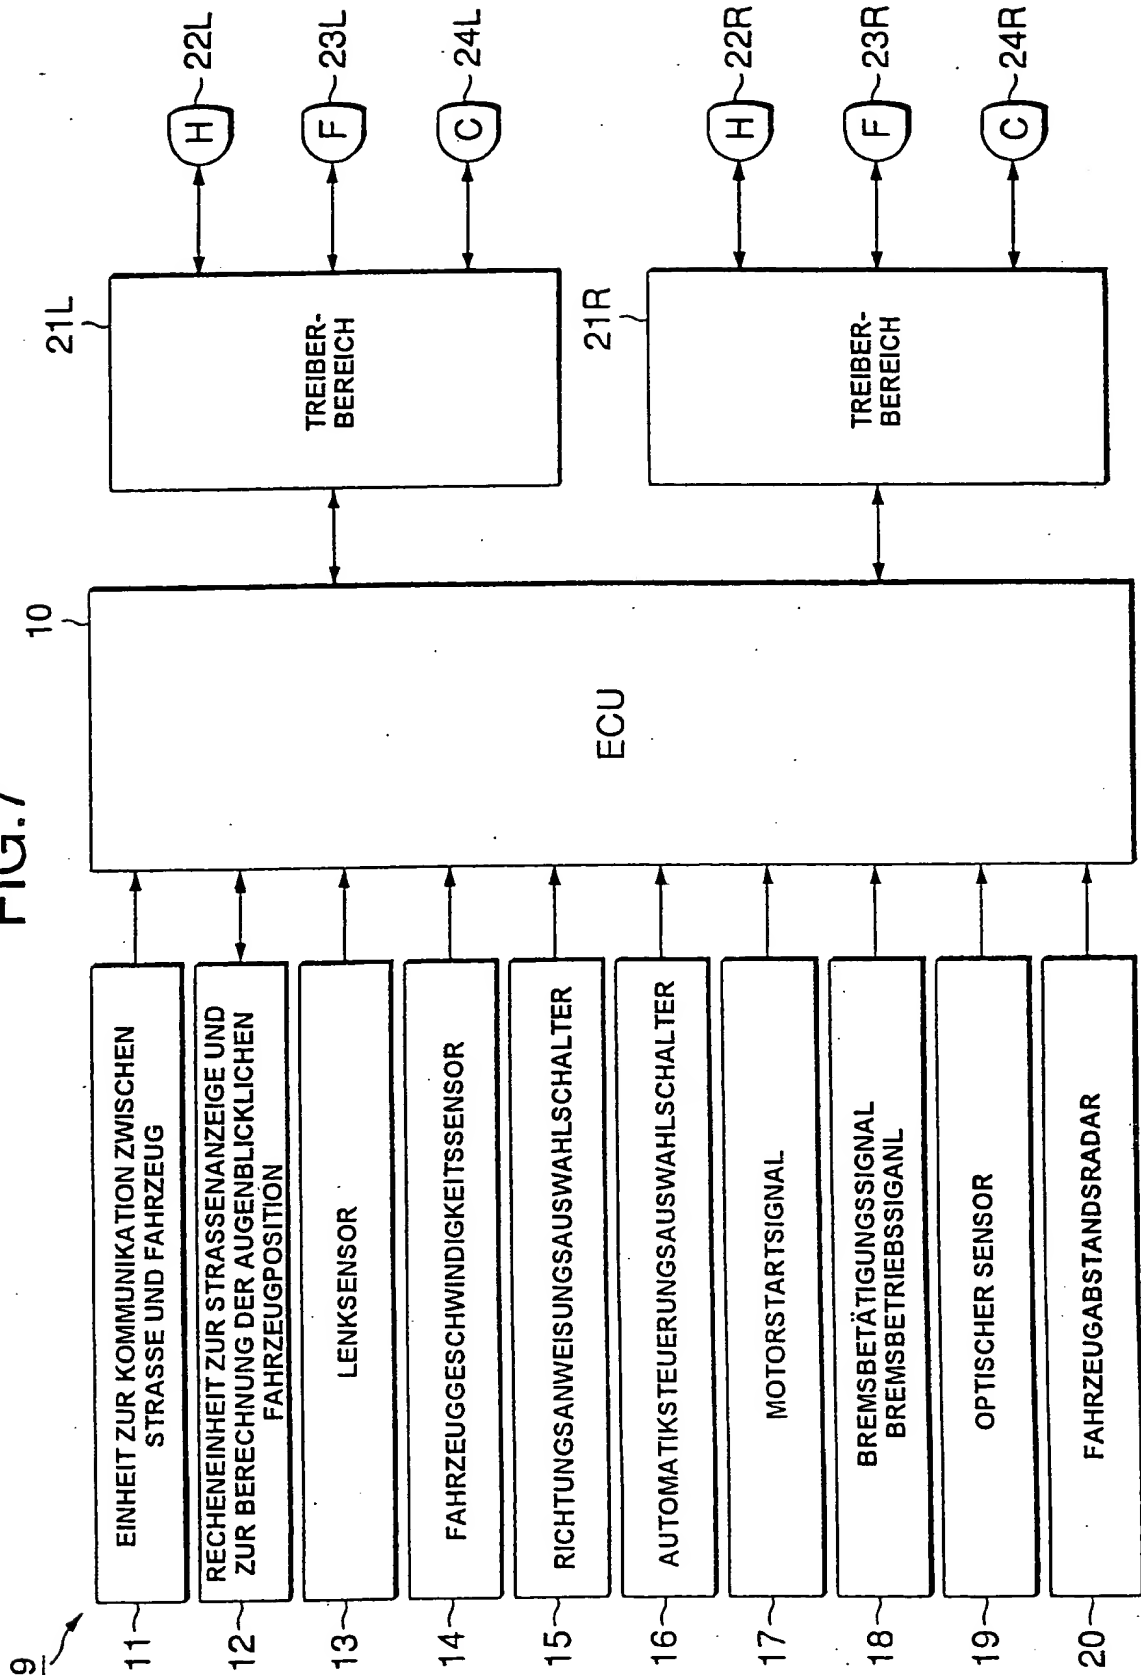 FIG.7
9
11
EINHEIT ZUR KOMMUNIKATION ZWISCHEN
STRASSE UND FAHRZEUG
12
RECHENEINHEIT ZUR STRASSENANZEIGE UND
ZUR BERECHNUNG DER AUGENBLICKLICHEN
FAHRZEUGPOSITION
13
LENKSENSOR
14
FAHRZEUGGESCHWINDIGKEITSSENSOR
15
RICHTUNGSANWEISUNGSAUSWAHLSCHALTER
16
AUTOMATIKSTEUERUNGSAUSWAHLSCHALTER
17
MOTORSTARTSIGNAL
18
BREMSBETÄTIGUNGSSIGNAL
BREMSBETRIEBSSIGANL
19
OPTISCHER SENSOR
20
FAHRZEUGABSTANDSRADAR
10
ECU
21L
TREIBER-
BEREICH
H
22L
F
23L
C
24L
21R
TREIBER-
BEREICH
H
22R
F
23R
C
24R